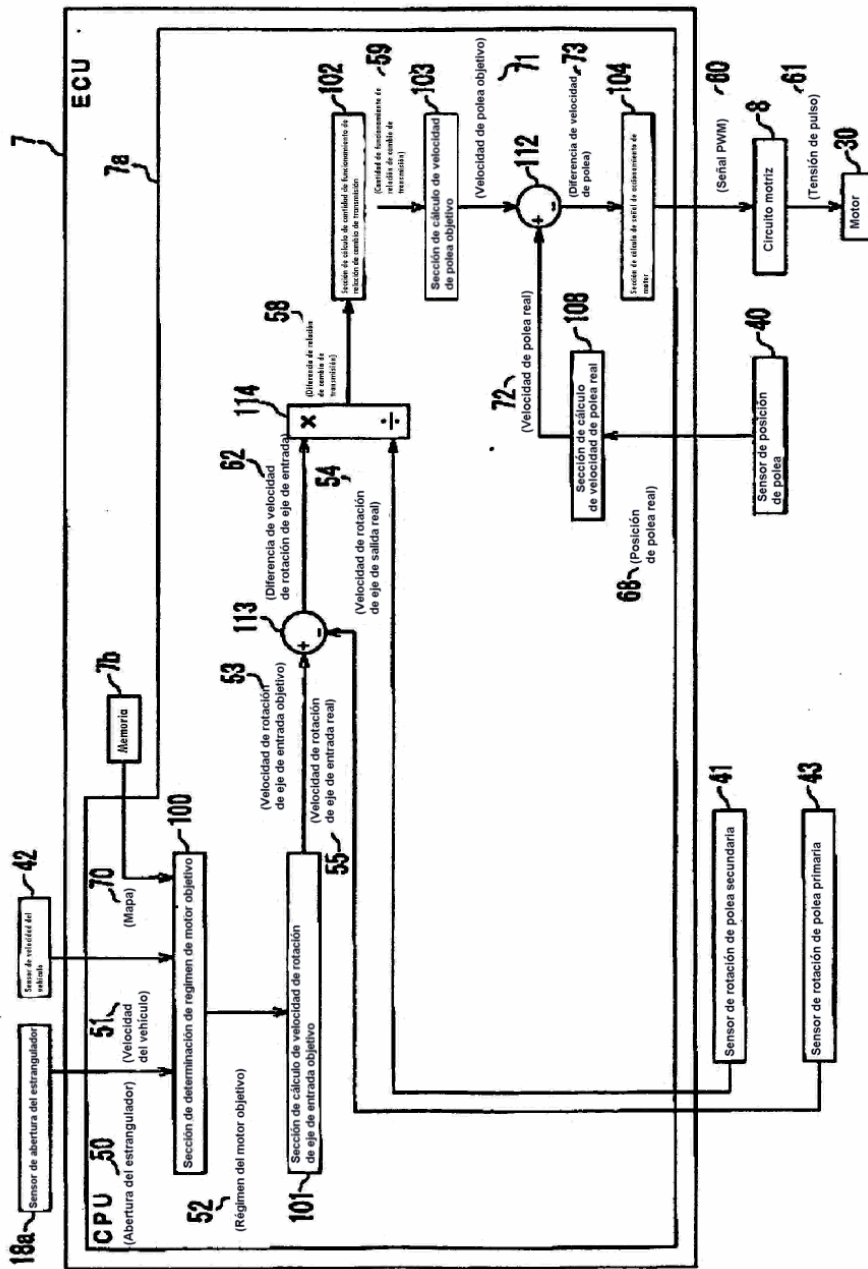 7
ECU
7a
CPU
18a
Sensor de abertura del estrangulador
42
Sensor de velocidad del
vehículo
7b
Memoria
50
(Abertura del estrangulador)
51
(Velocidad
del vehículo)
70
(Mapa)
100
Sección de determinación de regimen de motor objetivo
52
(Régimen del motor objetivo)
101
Sección de cálculo de velocidad de rotación
de eje de entrada objetivo
53
(Velocidad de rotación
de eje de entrada objetivo)
(Velocidad de rotación
de eje de entrada real)
55
113
+
-
62
(Diferencia de velocidad
de rotación de eje de entrada)
54
(Velocidad de rotación
de eje de salida real)
114
×
÷
58
(Diferencia de relación
de cambio de
transmisión)
102
Sección de cálculo de cantidad de funcionamiento de
relación de cambio de transmisión
59
(Cantidad de funcionamiento de
relación de cambio de
transmisión)
103
Sección de cálculo de velocidad
de polea objetivo
71
(Velocidad de polea objetivo)
112
+
-
73
(Diferencia de velocidad
de polea)
72
(Velocidad de polea real)
108
Sección de cálculo
de velocidad de polea real
104
Sección de cálculo de señal de accionamiento de
motor
68
(Posición
de polea real)
40
Sensor de posición
de polea
60
(Señal PWM)
8
Circuito motriz
61
(Tensión de pulso)
30
Motor
41
Sensor de rotación de polea secundaria
43
Sensor de rotación de polea primaria